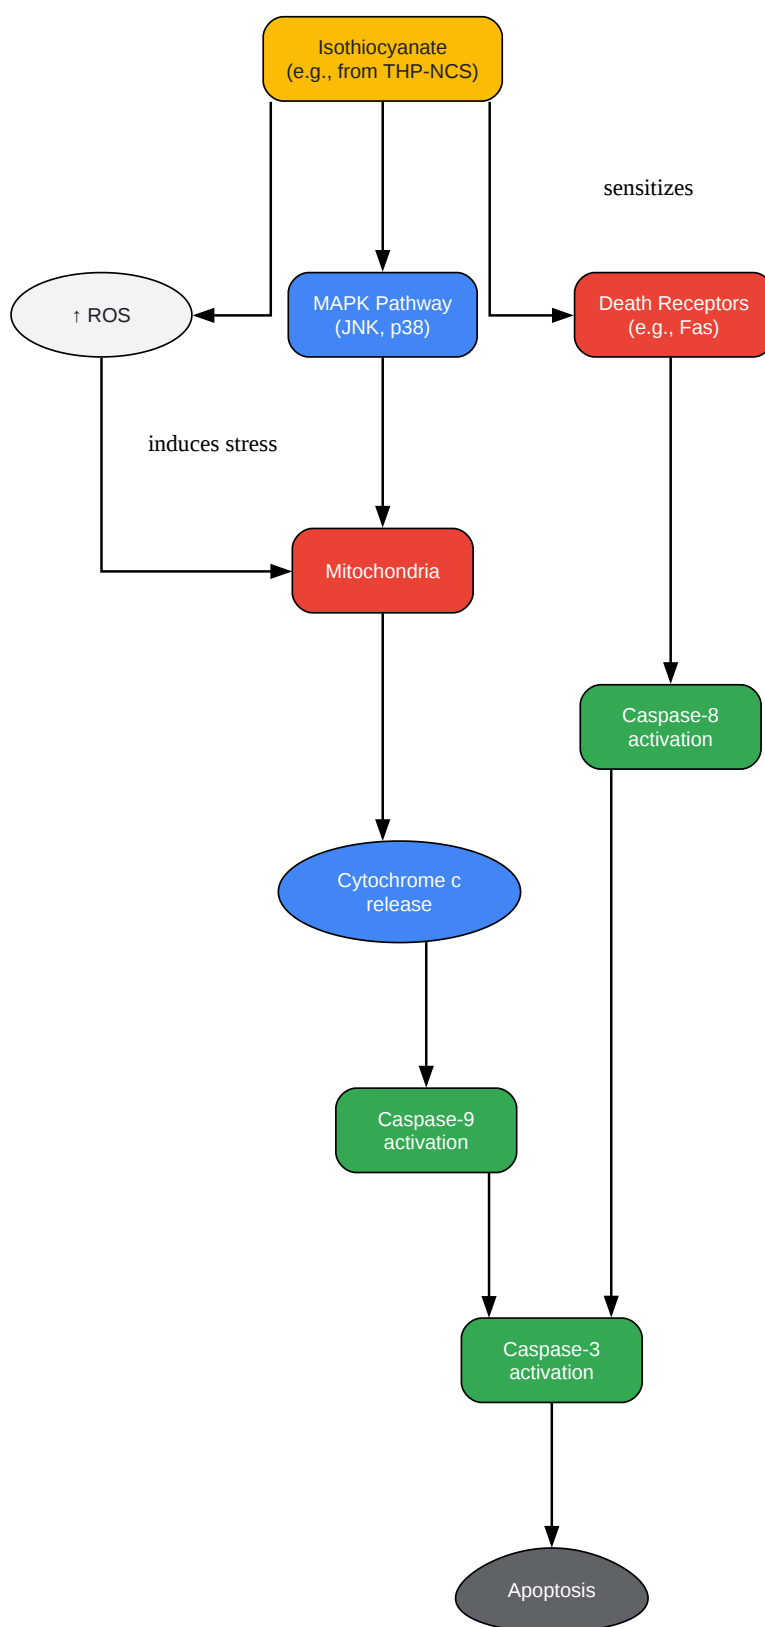 Isothiocyanate
(e.g., from THP-NCS)
sensitizes
↑ ROS
MAPK Pathway
(JNK, p38)
Death Receptors
(e.g., Fas)
induces stress
Mitochondria
Caspase-8
activation
Cytochrome c
release
Caspase-9
activation
Caspase-3
activation
Apoptosis